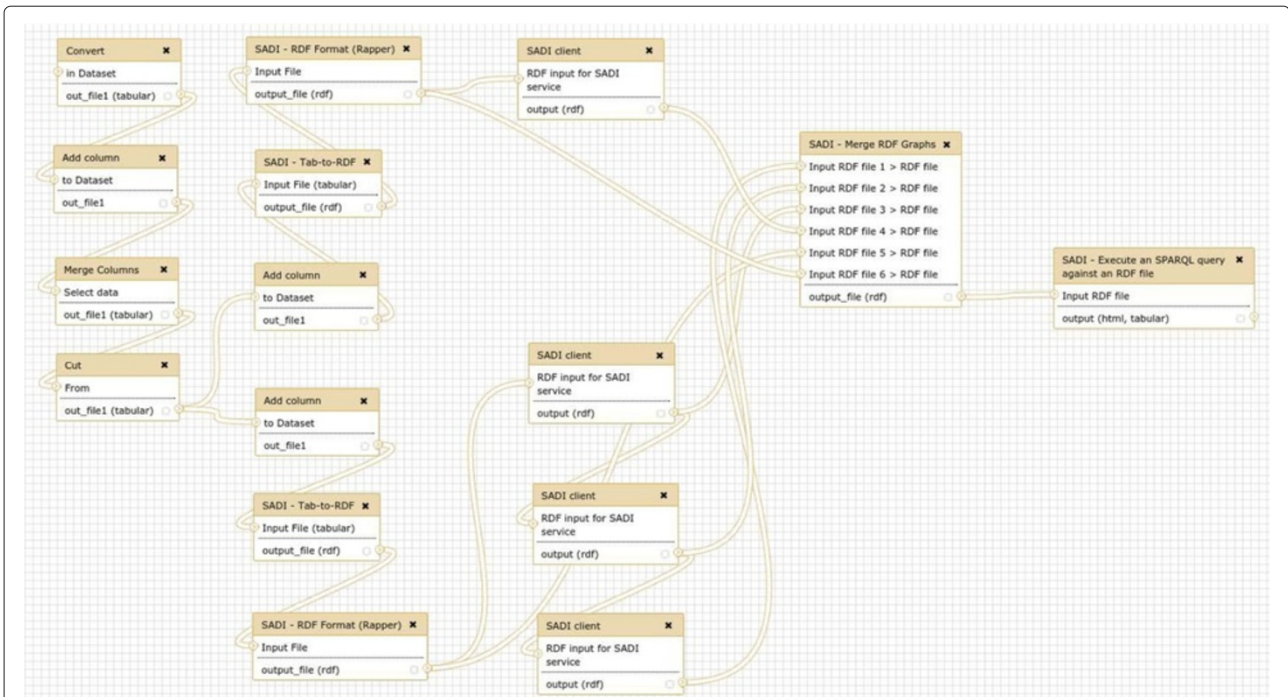 Convert ✖
in Dataset
out_file1 (tabular)
Add column ✖
to Dataset
out_file1
Merge Columns ✖
Select data
out_file1 (tabular)
Cut ✖
From
out_file1 (tabular)
SADI - RDF Format (Rapper) ✖
Input File
output_file (rdf)
SADI - Tab-to-RDF ✖
Input File (tabular)
output_file (rdf)
Add column ✖
to Dataset
out_file1
Add column ✖
to Dataset
out_file1
SADI - Tab-to-RDF ✖
Input File (tabular)
output_file (rdf)
SADI - RDF Format (Rapper) ✖
Input File
output_file (rdf)
SADI client ✖
RDF input for SADI
service
output (rdf)
SADI client ✖
RDF input for SADI
service
output (rdf)
SADI client ✖
RDF input for SADI
service
output (rdf)
SADI client ✖
RDF input for SADI
service
output (rdf)
SADI - Merge RDF Graphs ✖
Input RDF file 1 > RDF file
Input RDF file 2 > RDF file
Input RDF file 3 > RDF file
Input RDF file 4 > RDF file
Input RDF file 5 > RDF file
Input RDF file 6 > RDF file
output_file (rdf)
SADI - Execute an SPARQL query ✖
against an RDF file
Input RDF file
output (html, tabular)